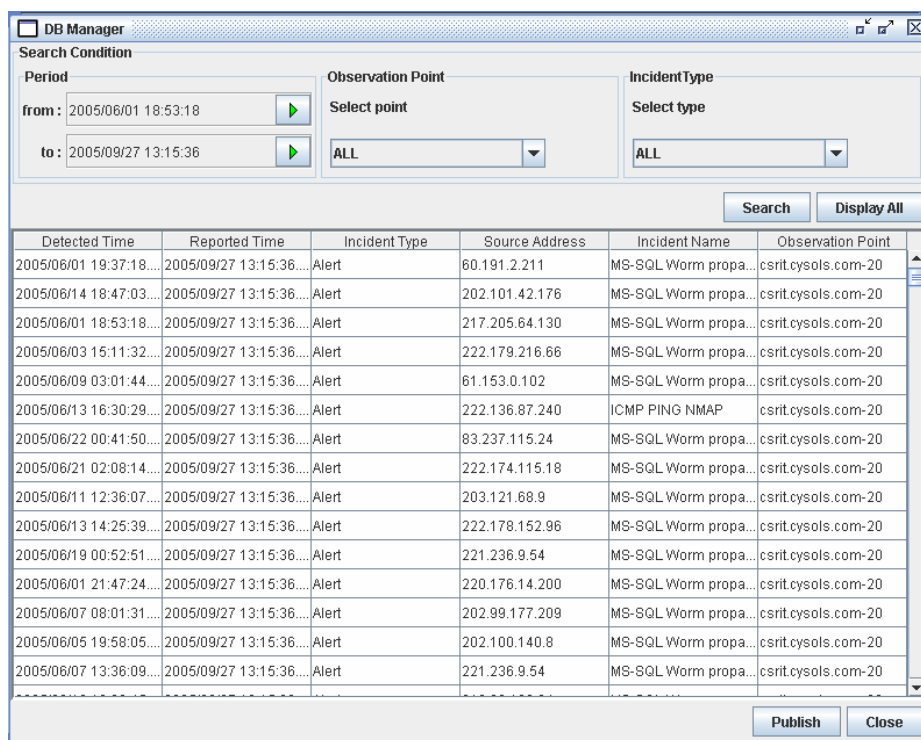 DB Manager
Search Condition
Period
from : 2005/06/01 18:53:18
to : 2005/09/27 13:15:36
Observation Point
Select point
ALL
IncidentType
Select type
ALL
Search Display All
Detected Time Reported Time Incident Type Source Address Incident Name Observation Point
2005/06/01 19:37:18.... 2005/09/27 13:15:36.... Alert 60.191.2.211 MS-SQL Worm propa... csrit.cysols.com-20
2005/06/14 18:47:03.... 2005/09/27 13:15:36.... Alert 202.101.42.176 MS-SQL Worm propa... csrit.cysols.com-20
2005/06/01 18:53:18.... 2005/09/27 13:15:36.... Alert 217.205.64.130 MS-SQL Worm propa... csrit.cysols.com-20
2005/06/03 15:11:32.... 2005/09/27 13:15:36.... Alert 222.179.216.66 MS-SQL Worm propa... csrit.cysols.com-20
2005/06/09 03:01:44.... 2005/09/27 13:15:36.... Alert 61.153.0.102 MS-SQL Worm propa... csrit.cysols.com-20
2005/06/13 16:30:29.... 2005/09/27 13:15:36.... Alert 222.136.87.240 ICMP PING NMAP csrit.cysols.com-20
2005/06/22 00:41:50.... 2005/09/27 13:15:36.... Alert 83.237.115.24 MS-SQL Worm propa... csrit.cysols.com-20
2005/06/21 02:08:14.... 2005/09/27 13:15:36.... Alert 222.174.115.18 MS-SQL Worm propa... csrit.cysols.com-20
2005/06/11 12:36:07.... 2005/09/27 13:15:36.... Alert 203.121.68.9 MS-SQL Worm propa... csrit.cysols.com-20
2005/06/13 14:25:39.... 2005/09/27 13:15:36.... Alert 222.178.152.96 MS-SQL Worm propa... csrit.cysols.com-20
2005/06/19 00:52:51.... 2005/09/27 13:15:36.... Alert 221.236.9.54 MS-SQL Worm propa... csrit.cysols.com-20
2005/06/01 21:47:24.... 2005/09/27 13:15:36.... Alert 220.176.14.200 MS-SQL Worm propa... csrit.cysols.com-20
2005/06/07 08:01:31.... 2005/09/27 13:15:36.... Alert 202.99.177.209 MS-SQL Worm propa... csrit.cysols.com-20
2005/06/05 19:58:05.... 2005/09/27 13:15:36.... Alert 202.100.140.8 MS-SQL Worm propa... csrit.cysols.com-20
2005/06/07 13:36:09.... 2005/09/27 13:15:36.... Alert 221.236.9.54 MS-SQL Worm propa... csrit.cysols.com-20
Publish Close